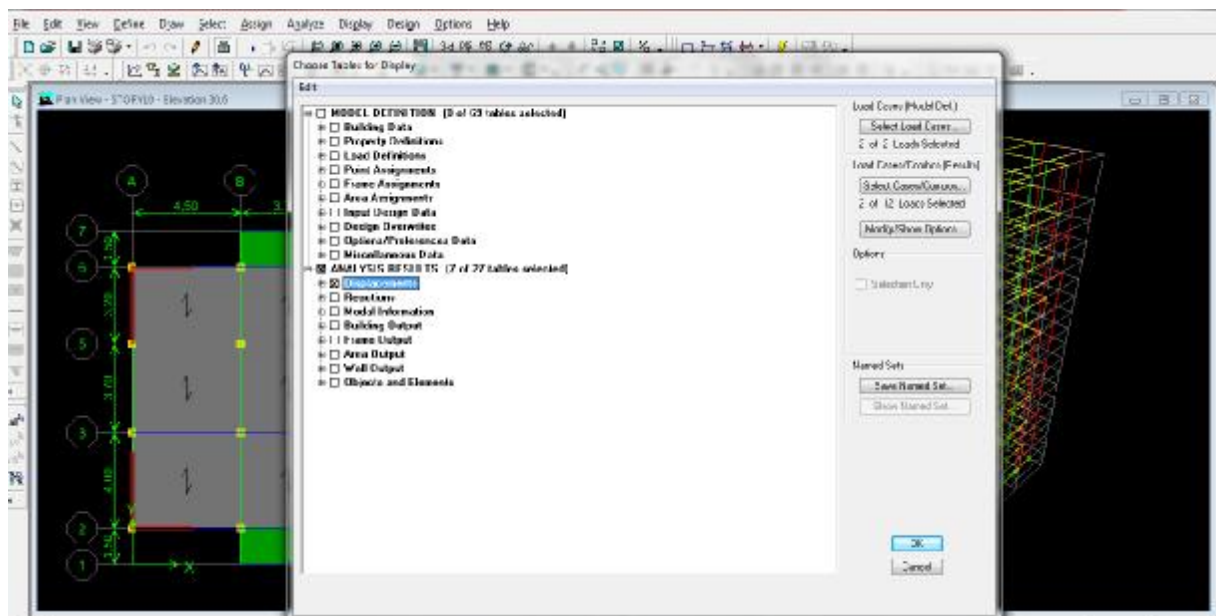 File Edit View Define Draw Select Assign Analyze Display Design Options Help
Choose Tables for Display
Edit
Plan View - STORY10 - Elevation 30.6
MODEL DEFINITION (0 of 69 tables selected)
Building Data
Property Definitions
Load Definitions
Point Assignments
Frame Assignments
Area Assignments
Input Design Data
Design Overwrites
Options/Preferences Data
Miscellaneous Data
ANALYSIS RESULTS (7 of 27 tables selected)
Displacements
Reactions
Modal Information
Building Output
Frame Output
Area Output
Wall Output
Objects and Elements
Load Cases (Model Def.)
Select Load Cases...
2 of 2 Loads Selected
Load Cases/Combos (Results)
Select Cases/Combos...
2 of 12 Loads Selected
Modify/Show Options...
Options
Selection Only
Named Sets
Save Named Set...
Show Named Set...
OK
Cancel
A
B
4.50
7
6
5
3
2
1
3.70
4.00
Y
X